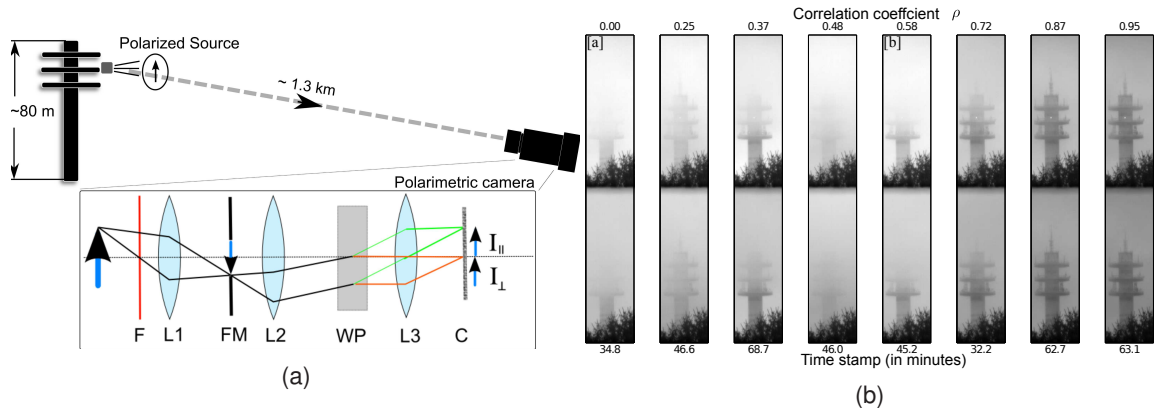 Polarized Source
~80 m
~ 1.3 km
Polarimetric camera
I||
I⊥
F L1 FM L2 WP L3 C
(a)
Correlation coeffcient ρ
0.00 0.25 0.37 0.48 0.58 0.72 0.87 0.95
[a] [b]
34.8 46.6 68.7 46.0 45.2 32.2 62.7 63.1
Time stamp (in minutes)
(b)